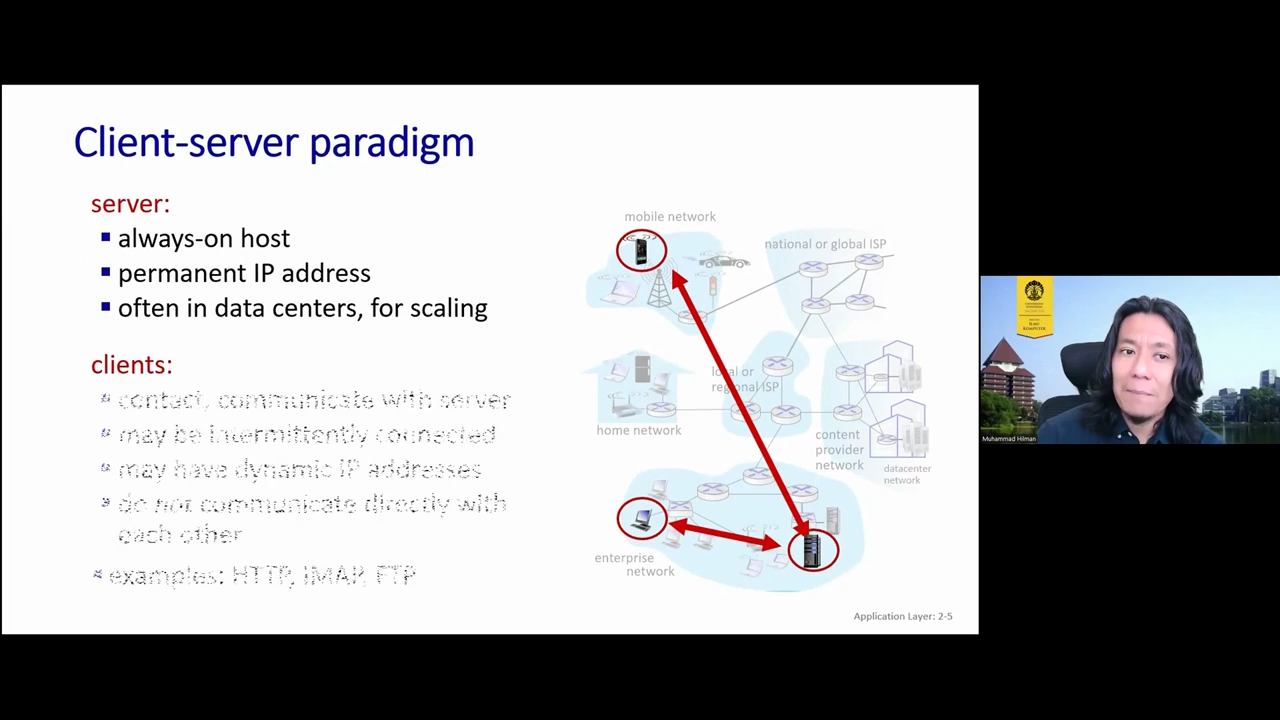 Client-server paradigm
server:
always-on host
permanent IP address
often in data centers, for scaling
clients:
contact, communicate with server
may be intermittently connected
may have dynamic IP addresses
do not communicate directly with
each other
examples: HTTP, IMAP, FTP
mobile network
national or global ISP
local or
regional ISP
home network
content
provider
network
datacenter
network
enterprise
network
Application Layer: 2-5
ILMU
KOMPUTER
Muhammad Hilman